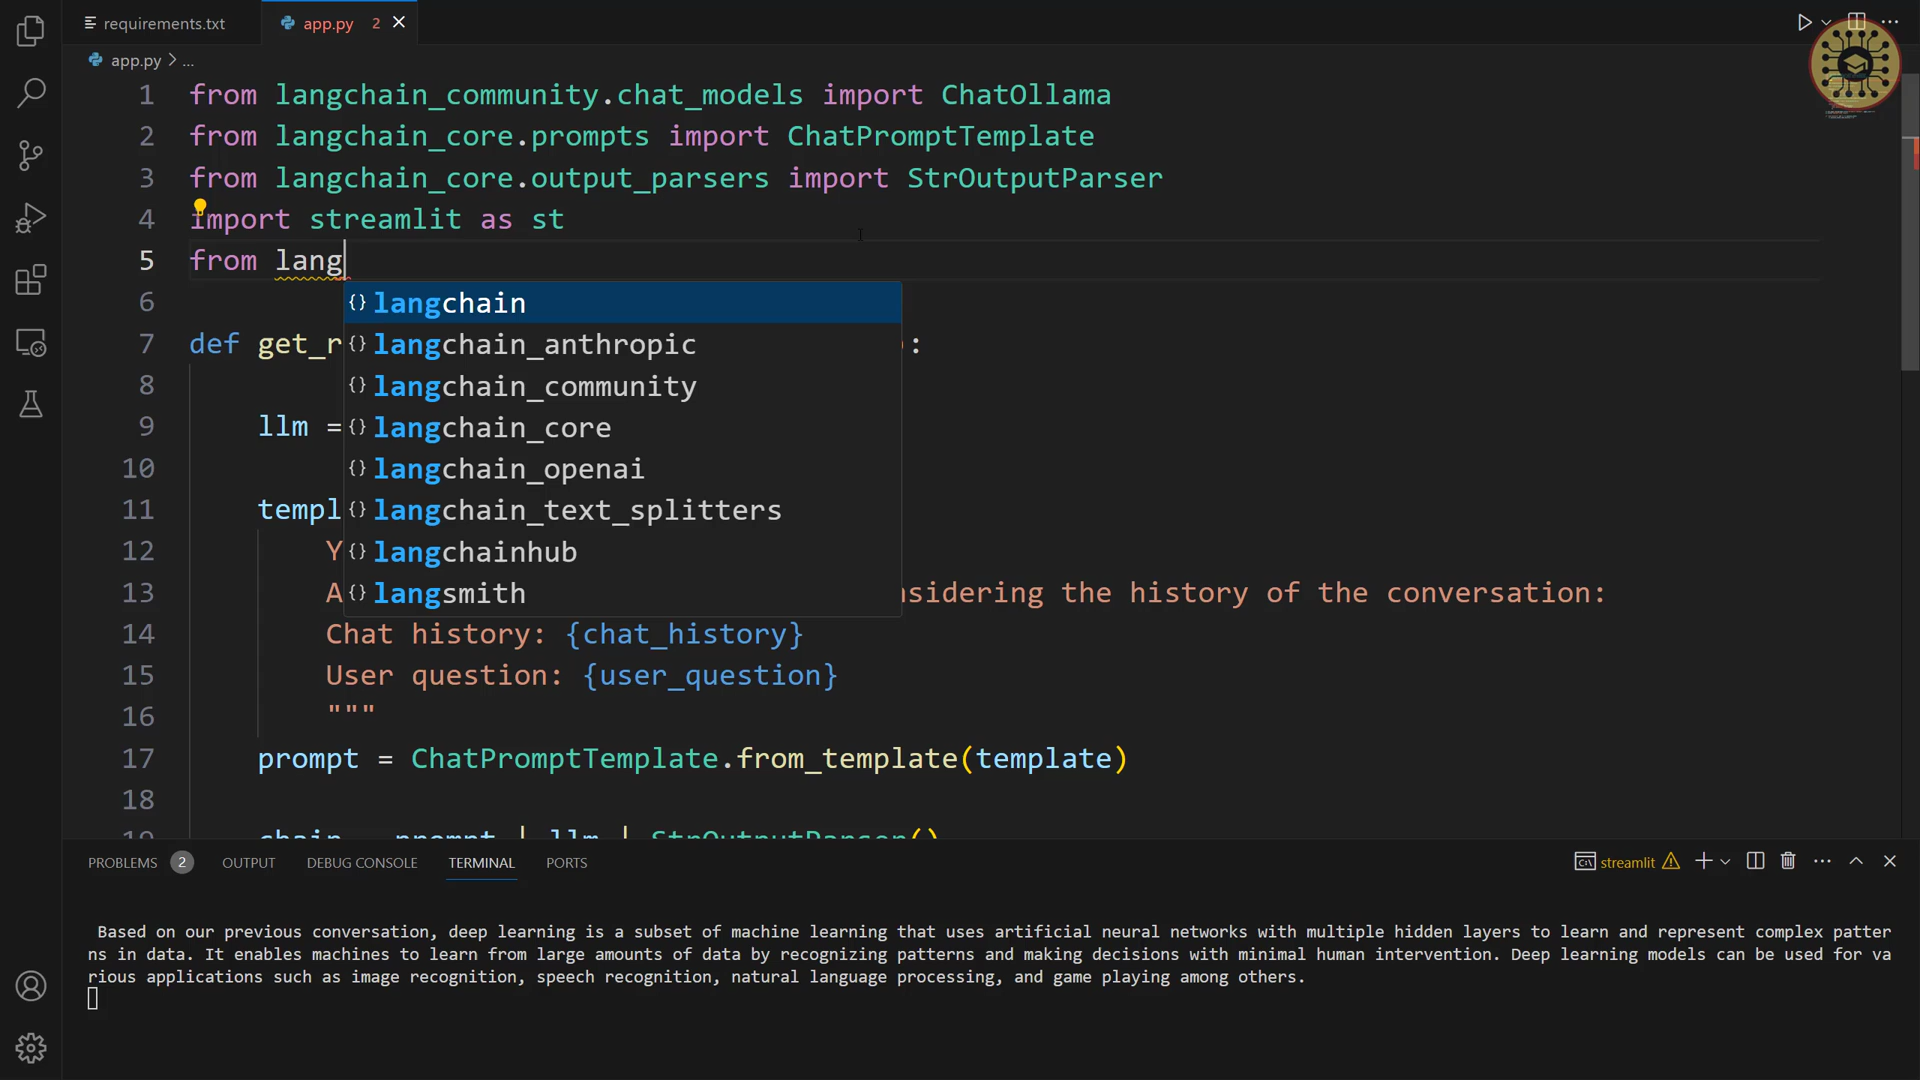 requirements.txt
app.py 2
app.py > ...
1 from langchain_community.chat_models import ChatOllama
2 from langchain_core.prompts import ChatPromptTemplate
3 from langchain_core.output_parsers import StrOutputParser
4 import streamlit as st
5 from lang
6 {} langchain
7 def get_r {} langchain_anthropic ):
8 {} langchain_community
9 llm = {} langchain_core
10 {} langchain_openai
11 templ {} langchain_text_splitters
12 Y {} langchainhub
13 A {} langsmith nsidering the history of the conversation:
14 Chat history: {chat_history}
15 User question: {user_question}
16 """
17 prompt = ChatPromptTemplate.from_template(template)
18
19 chain = prompt | llm | StrOutputParser()
PROBLEMS 2 OUTPUT DEBUG CONSOLE TERMINAL PORTS streamlit
Based on our previous conversation, deep learning is a subset of machine learning that uses artificial neural networks with multiple hidden layers to learn and represent complex patter
ns in data. It enables machines to learn from large amounts of data by recognizing patterns and making decisions with minimal human intervention. Deep learning models can be used for va
rious applications such as image recognition, speech recognition, natural language processing, and game playing among others.